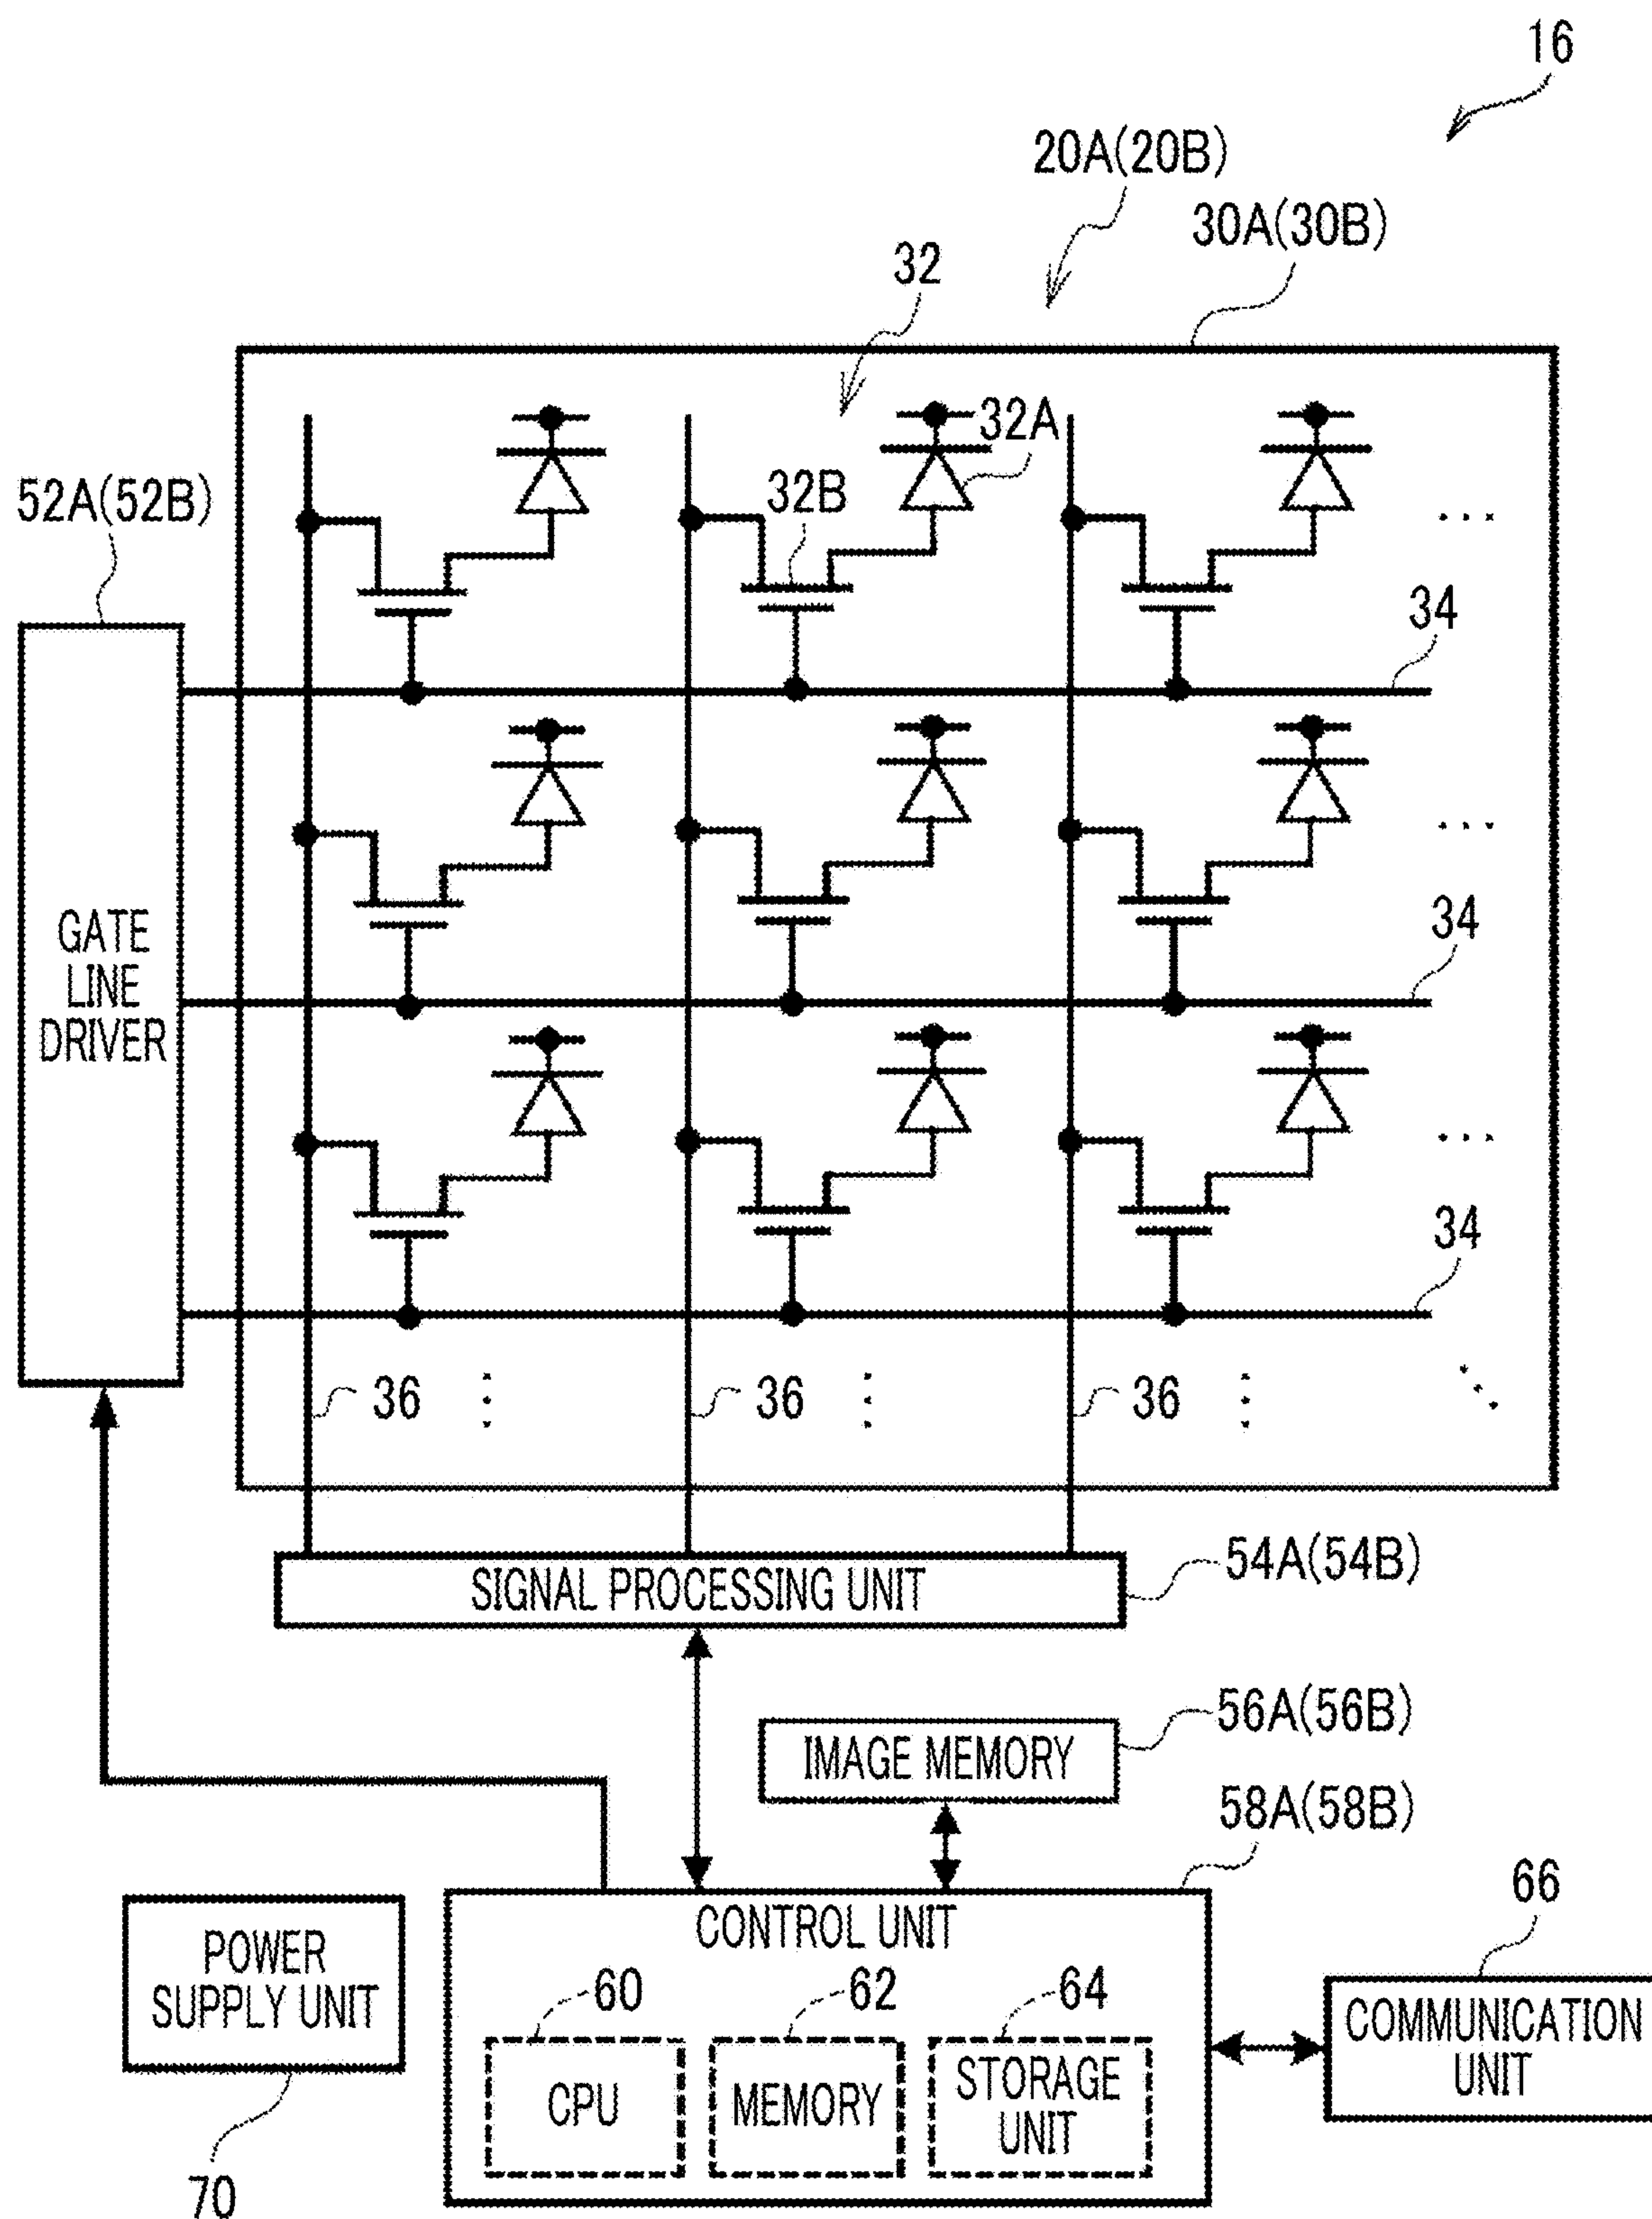 16
20A(20B)
30A(30B)
32
32A
52A(52B)
32B
34
GATE
LINE
DRIVER
34
34
36
36
36
54A(54B)
SIGNAL PROCESSING UNIT
56A(56B)
IMAGE MEMORY
58A(58B)
66
CONTROL UNIT
POWER
SUPPLY UNIT
60
62
64
COMMUNICATION
UNIT
CPU
MEMORY
STORAGE
UNIT
70